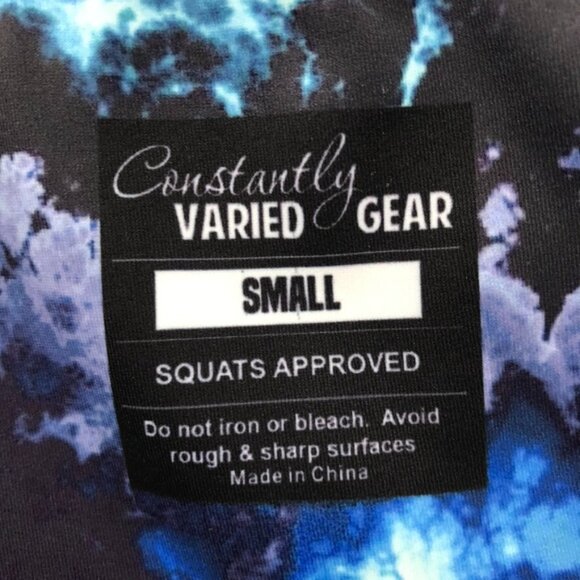 Constantly
VARIED GEAR
SMALL
SQUATS APPROVED
Do not iron or bleach. Avoid
rough & sharp surfaces
Made in China